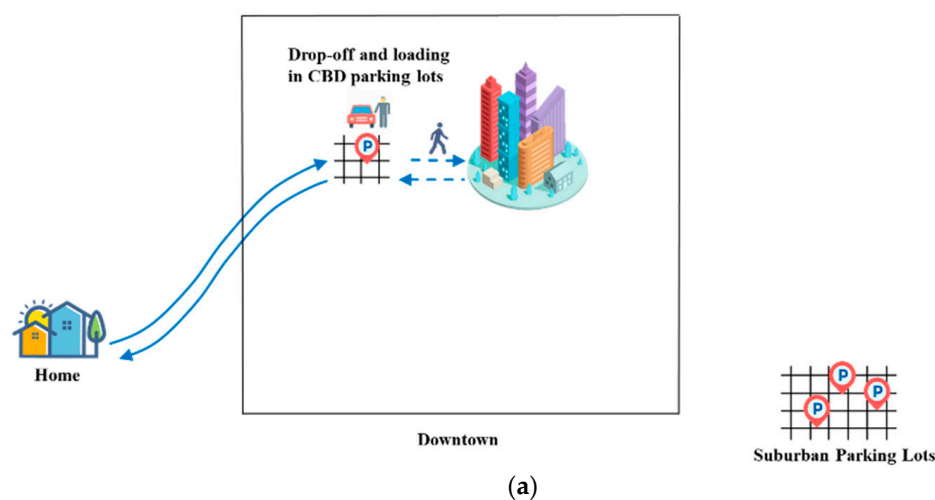 Drop-off and loading
in CBD parking lots
P
Home
P
P
P
Downtown
Suburban Parking Lots
(a)